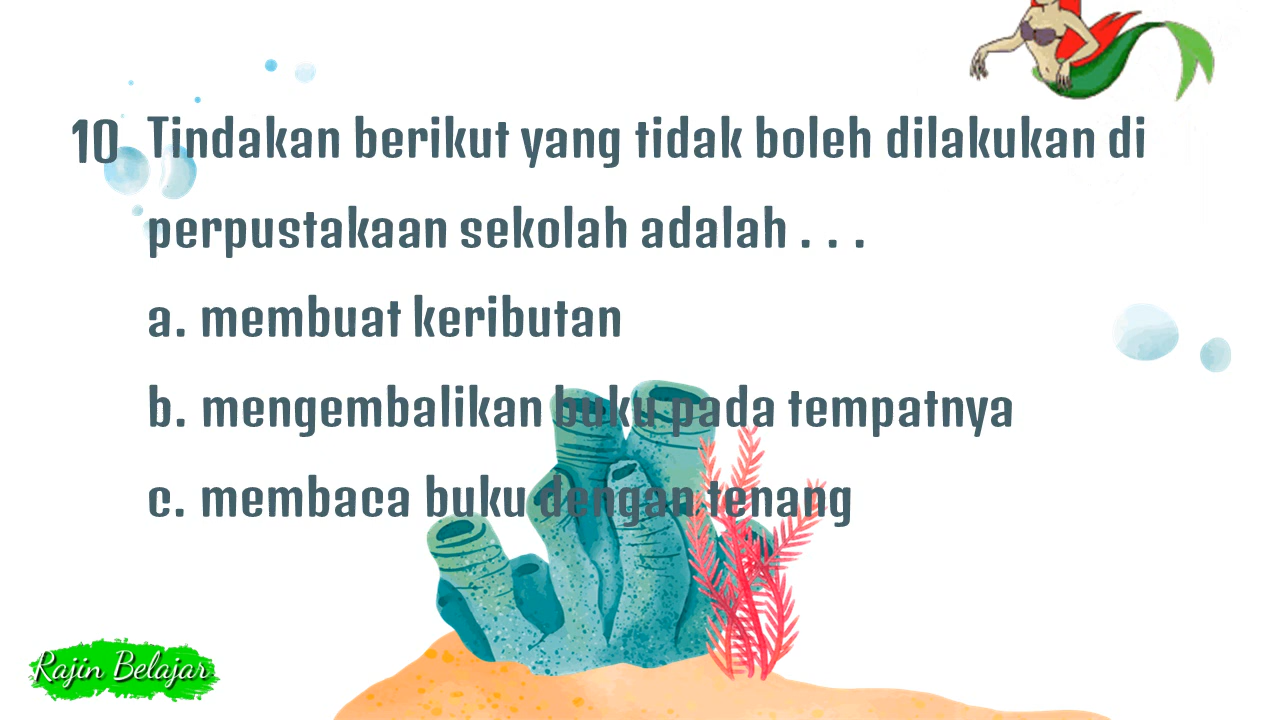 10 Tindakan berikut yang tidak boleh dilakukan di
perpustakaan sekolah adalah . . .
a. membuat keributan
b. mengembalikan buku pada tempatnya
c. membaca buku dengan tenang
Rajin Belajar